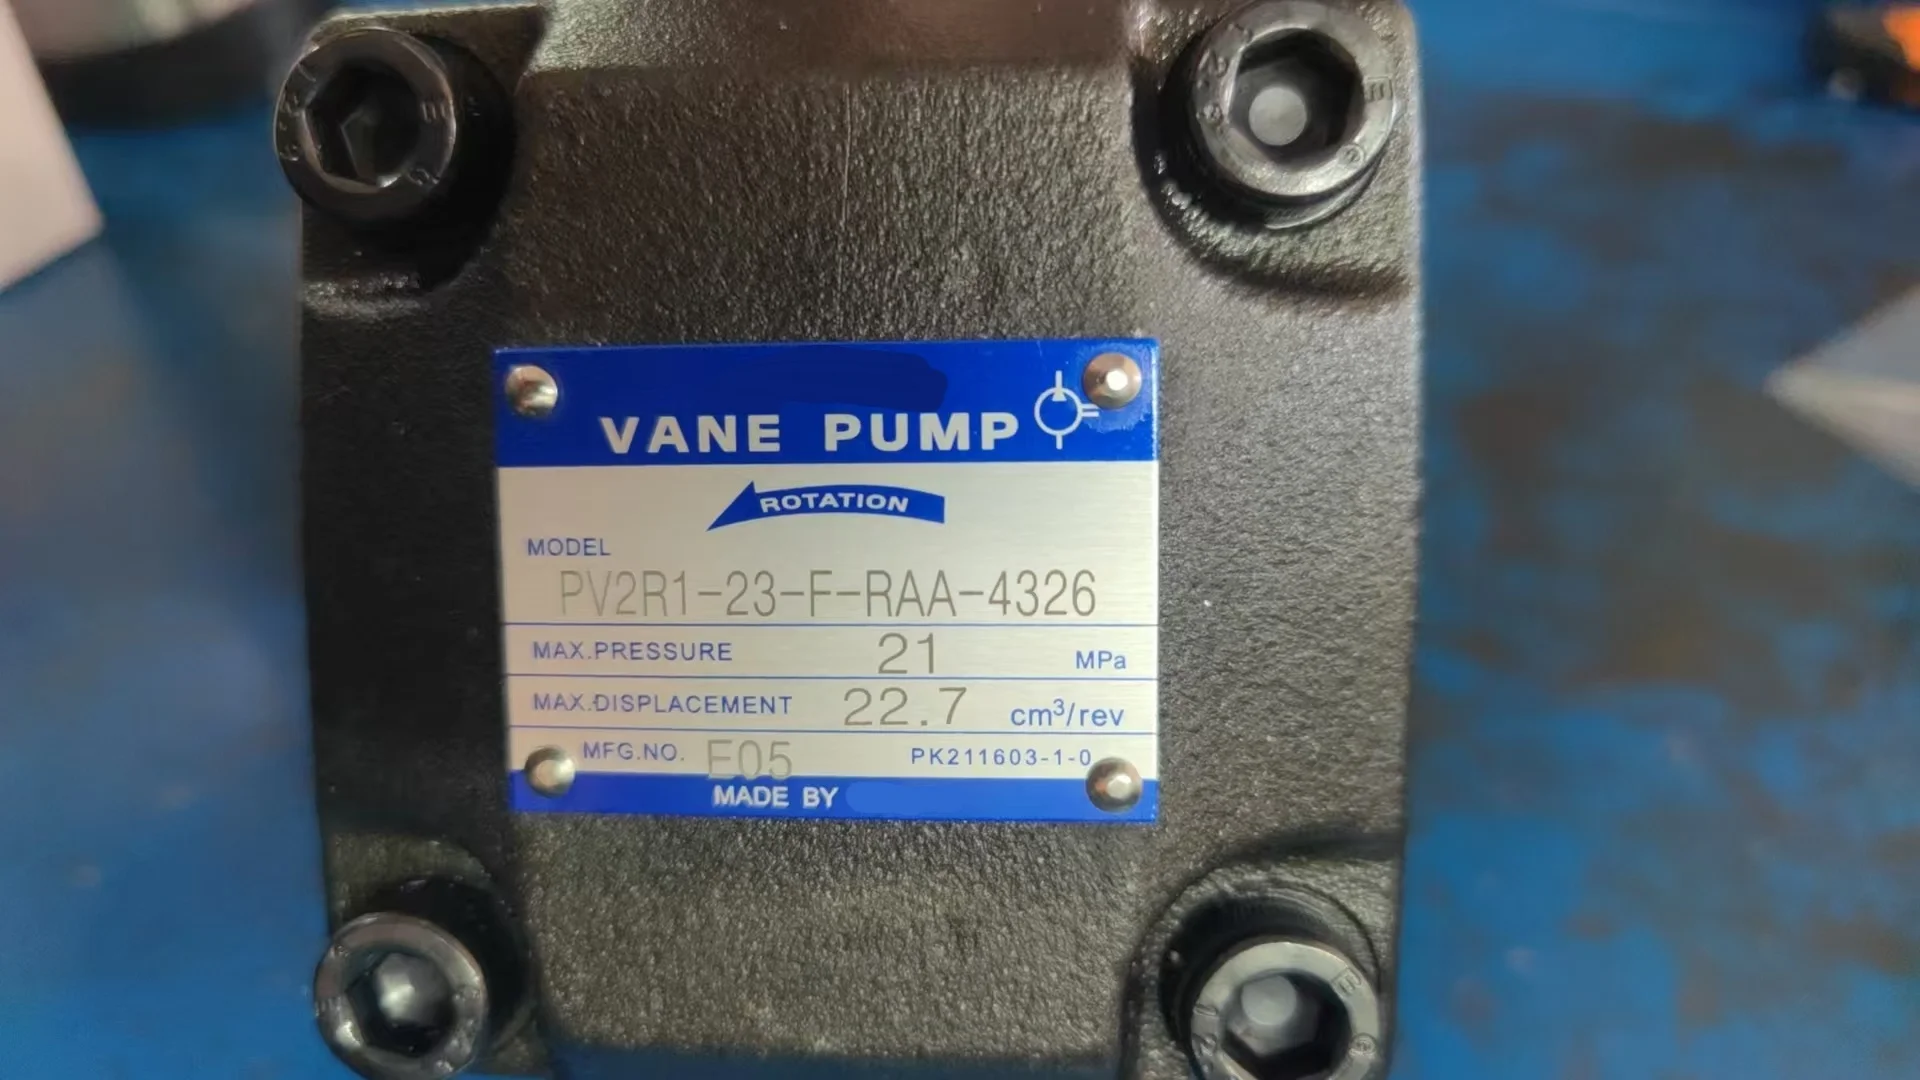 VANE PUMP
ROTATION
MODEL
PV2R1-23-F-RAA-4326
MAX.PRESSURE 21 MPa
MAX.DISPLACEMENT 22.7 cm³/rev
MFG.NO. E05 PK211603-1-0
MADE BY